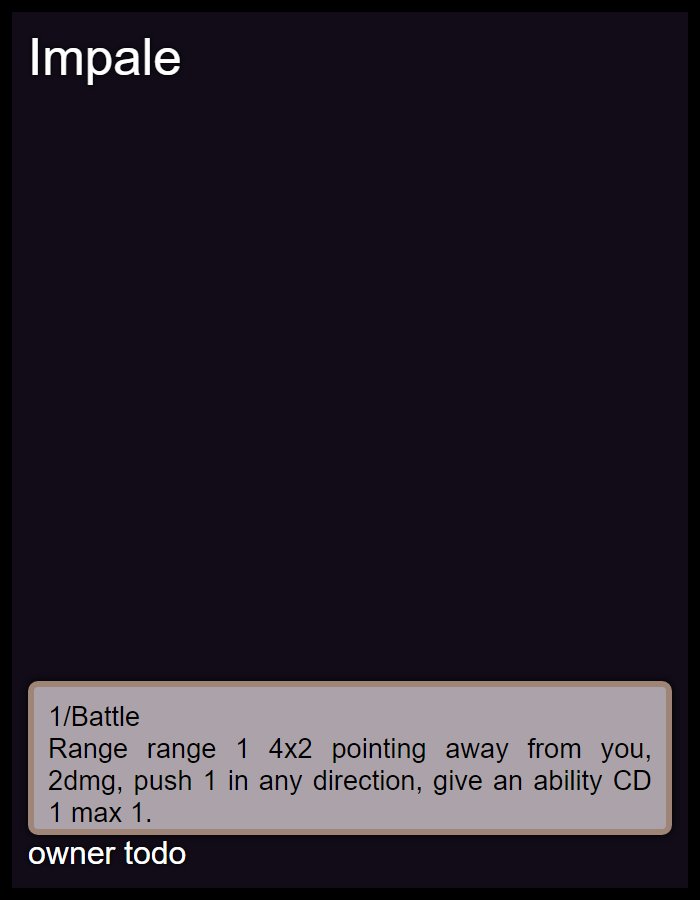 Impale
1/Battle
Range range 1 4x2 pointing away from you,
2dmg, push 1 in any direction, give an ability CD
1 max 1.
owner todo